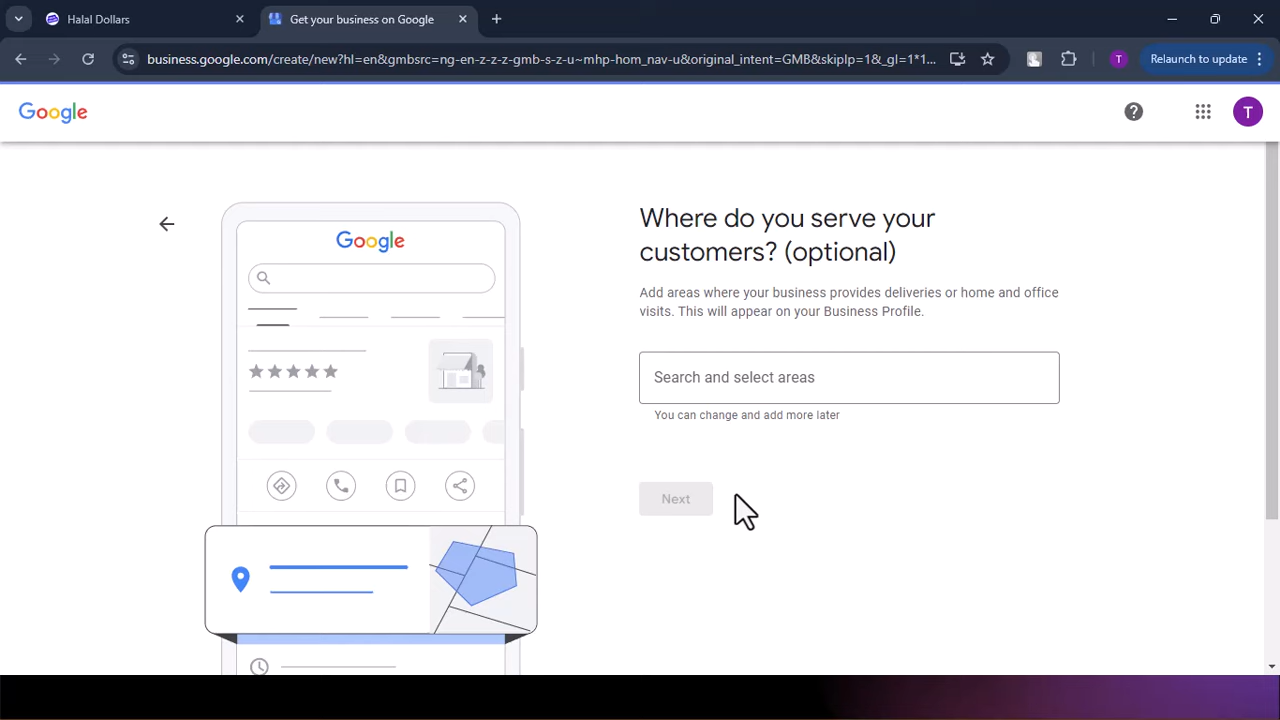 Halal Dollars
Get your business on Google
business.google.com/create/new?hl=en&gmbsrc=ng-en-z-z-z-gmb-s-z-u~mhp-hom_nav-u&original_intent=GMB&skiplp=1&_gl=1*1...
T
Relaunch to update
Google
T
Google
Where do you serve your
customers? (optional)
Add areas where your business provides deliveries or home and office
visits. This will appear on your Business Profile.
Search and select areas
You can change and add more later
Next